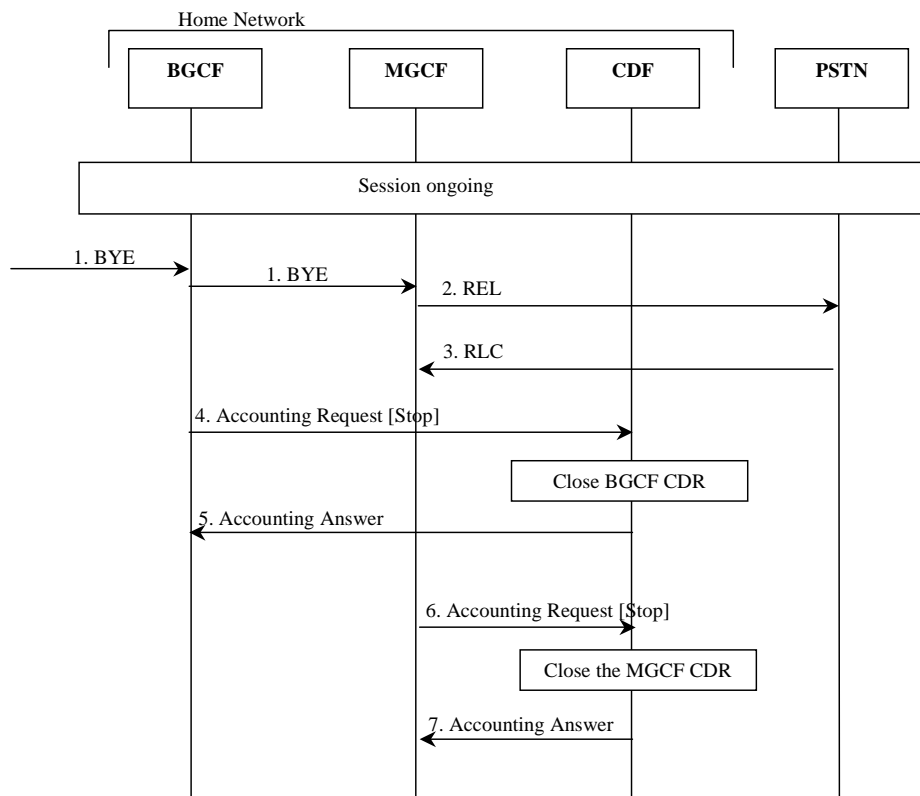 Home Network
BGCF MGCF CDF PSTN
Session ongoing
1. BYE
1. BYE
2. REL
3. RLC
4. Accounting Request [Stop]
Close BGCF CDR
5. Accounting Answer
6. Accounting Request [Stop]
Close the MGCF CDR
7. Accounting Answer